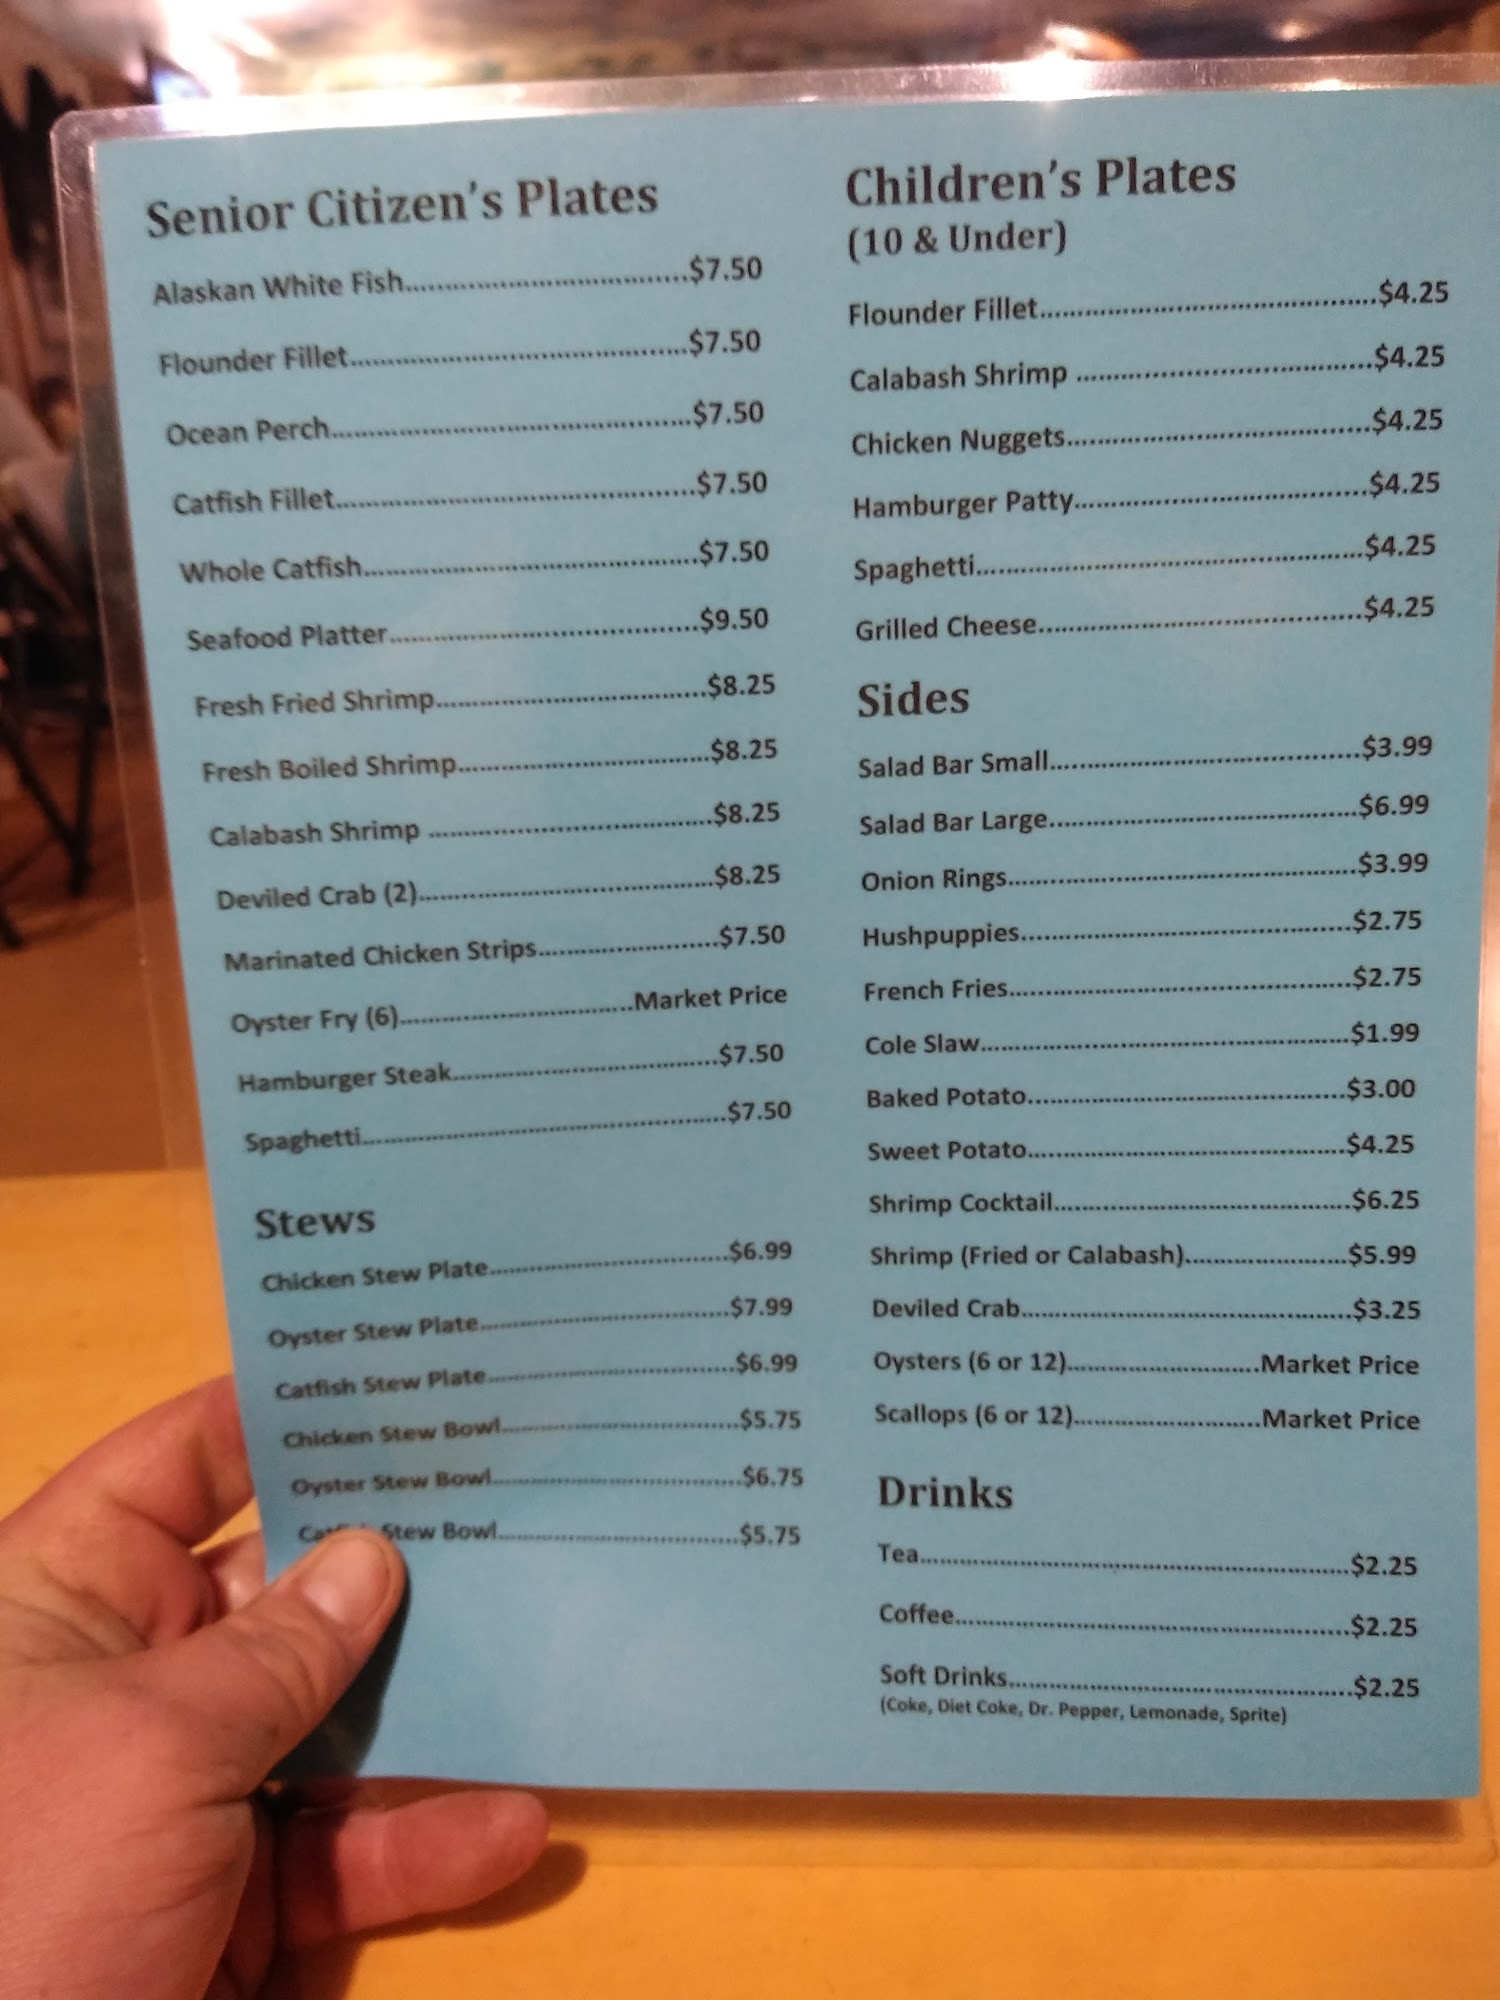 Senior Citizen's Plates
Alaskan White Fish....................................$7.50
Flounder Fillet..........................................$7.50
Ocean Perch.............................................$7.50
Catfish Fillet.............................................$7.50
Whole Catfish..........................................$7.50
Seafood Platter.......................................$9.50
Fresh Fried Shrimp..................................$8.25
Fresh Boiled Shrimp................................$8.25
Calabash Shrimp ....................................$8.25
Deviled Crab (2)......................................$8.25
Marinated Chicken Strips.......................$7.50
Oyster Fry (6)..............................Market Price
Hamburger Steak..................................$7.50
Spaghetti...............................................$7.50
Stews
Chicken Stew Plate...............................$6.99
Oyster Stew Plate................................$7.99
Catfish Stew Plate................................$6.99
Chicken Stew Bowl...............................$5.75
Oyster Stew Bowl.................................$6.75
Stew Bowl................................$5.75
Children's Plates
(10 & Under)
Flounder Fillet..........................................$4.25
Calabash Shrimp .....................................$4.25
Chicken Nuggets......................................$4.25
Hamburger Patty.....................................$4.25
Spaghetti..................................................$4.25
Grilled Cheese..........................................$4.25
Sides
Salad Bar Small........................................$3.99
Salad Bar Large........................................$6.99
Onion Rings.............................................$3.99
Hushpuppies...........................................$2.75
French Fries.............................................$2.75
Cole Slaw.................................................$1.99
Baked Potato...........................................$3.00
Sweet Potato...........................................$4.25
Shrimp Cocktail.......................................$6.25
Shrimp (Fried or Calabash)......................$5.99
Deviled Crab............................................$3.25
Oysters (6 or 12)..........................Market Price
Scallops (6 or 12).........................Market Price
Drinks
Tea..........................................................$2.25
Coffee.....................................................$2.25
Soft Drinks..............................................$2.25
(Coke, Diet Coke, Dr. Pepper, Lemonade, Sprite)